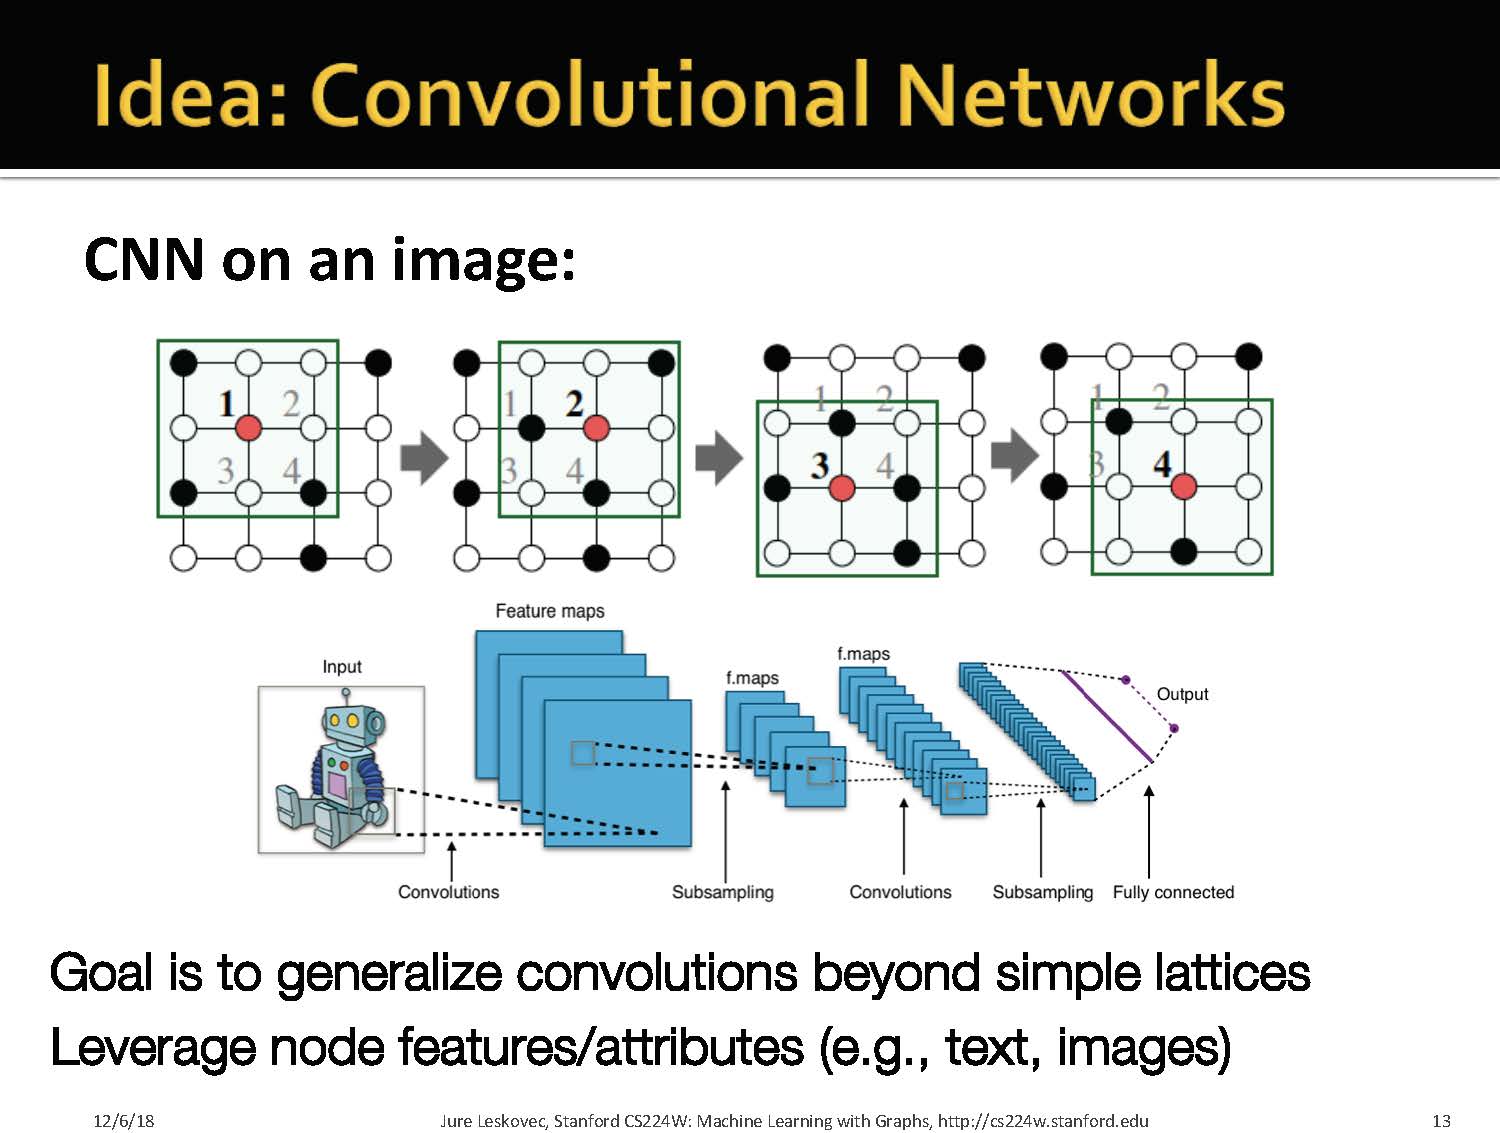 Idea: Convolutional Networks
CNN on an image:
1 2
3 4
1 2
3 4
1 2
3 4
1 2
3 4
Feature maps
Input
f.maps
f.maps
Output
Convolutions Subsampling Convolutions Subsampling Fully connected
Goal is to generalize convolutions beyond simple lattices
Leverage node features/attributes (e.g., text, images)
12/6/18 Jure Leskovec, Stanford CS224W: Machine Learning with Graphs, http://cs224w.stanford.edu 13